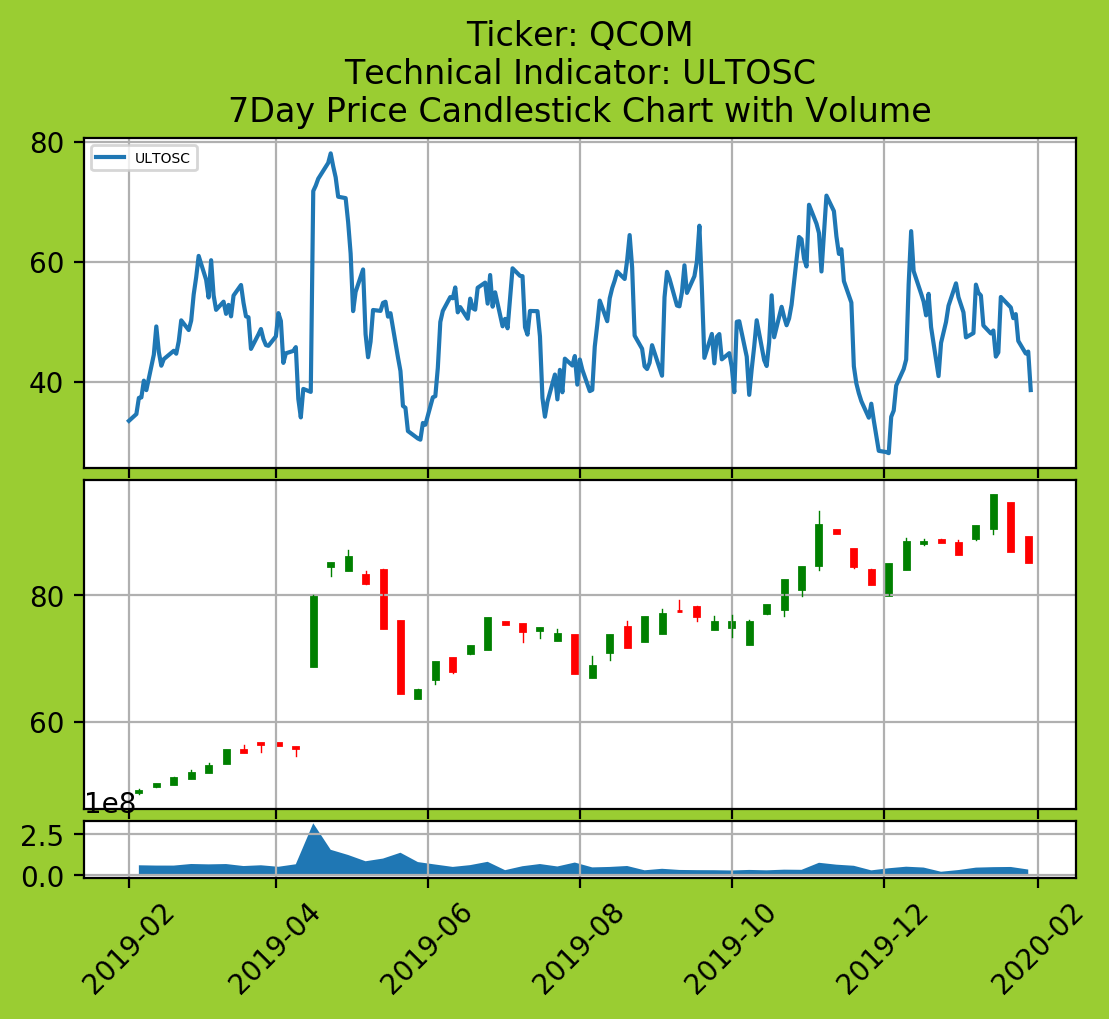 Ticker: QCOM
Technical Indicator: ULTOSC
7Day Price Candlestick Chart with Volume
80
ULTOSC
60
40
80
60
1e8
2.5
0.0
2019-02
2019-04
2019-06
2019-08
2019-10
2019-12
2020-02